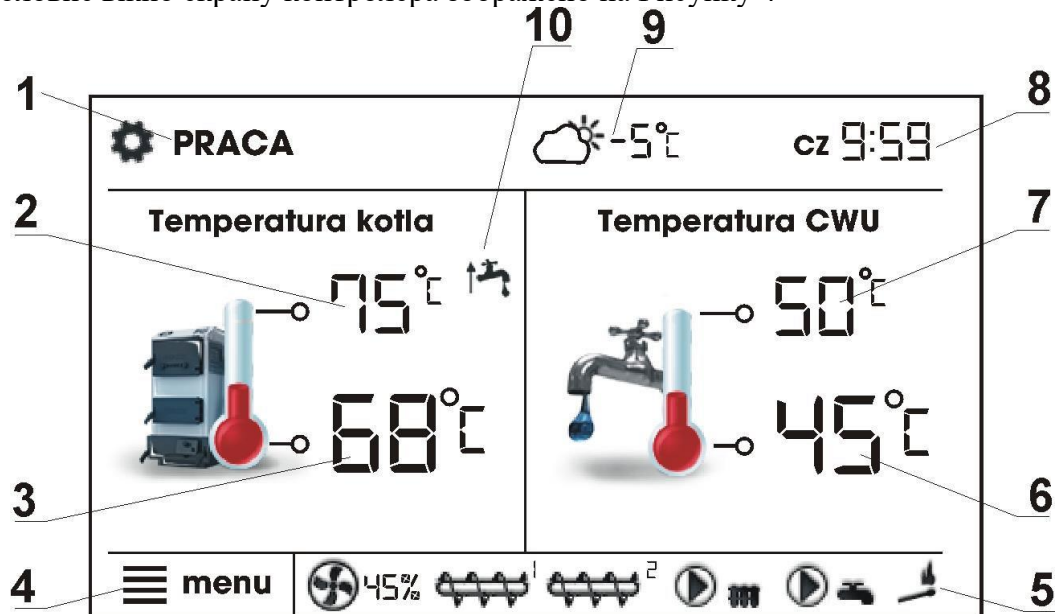 10 9
1 8
PRACA -5°C cz 9:59
2 7
Temperatura kotła Temperatura CWU
75°C 50°C
68°C 45°C
3 6
4 menu 45% 1 2 5